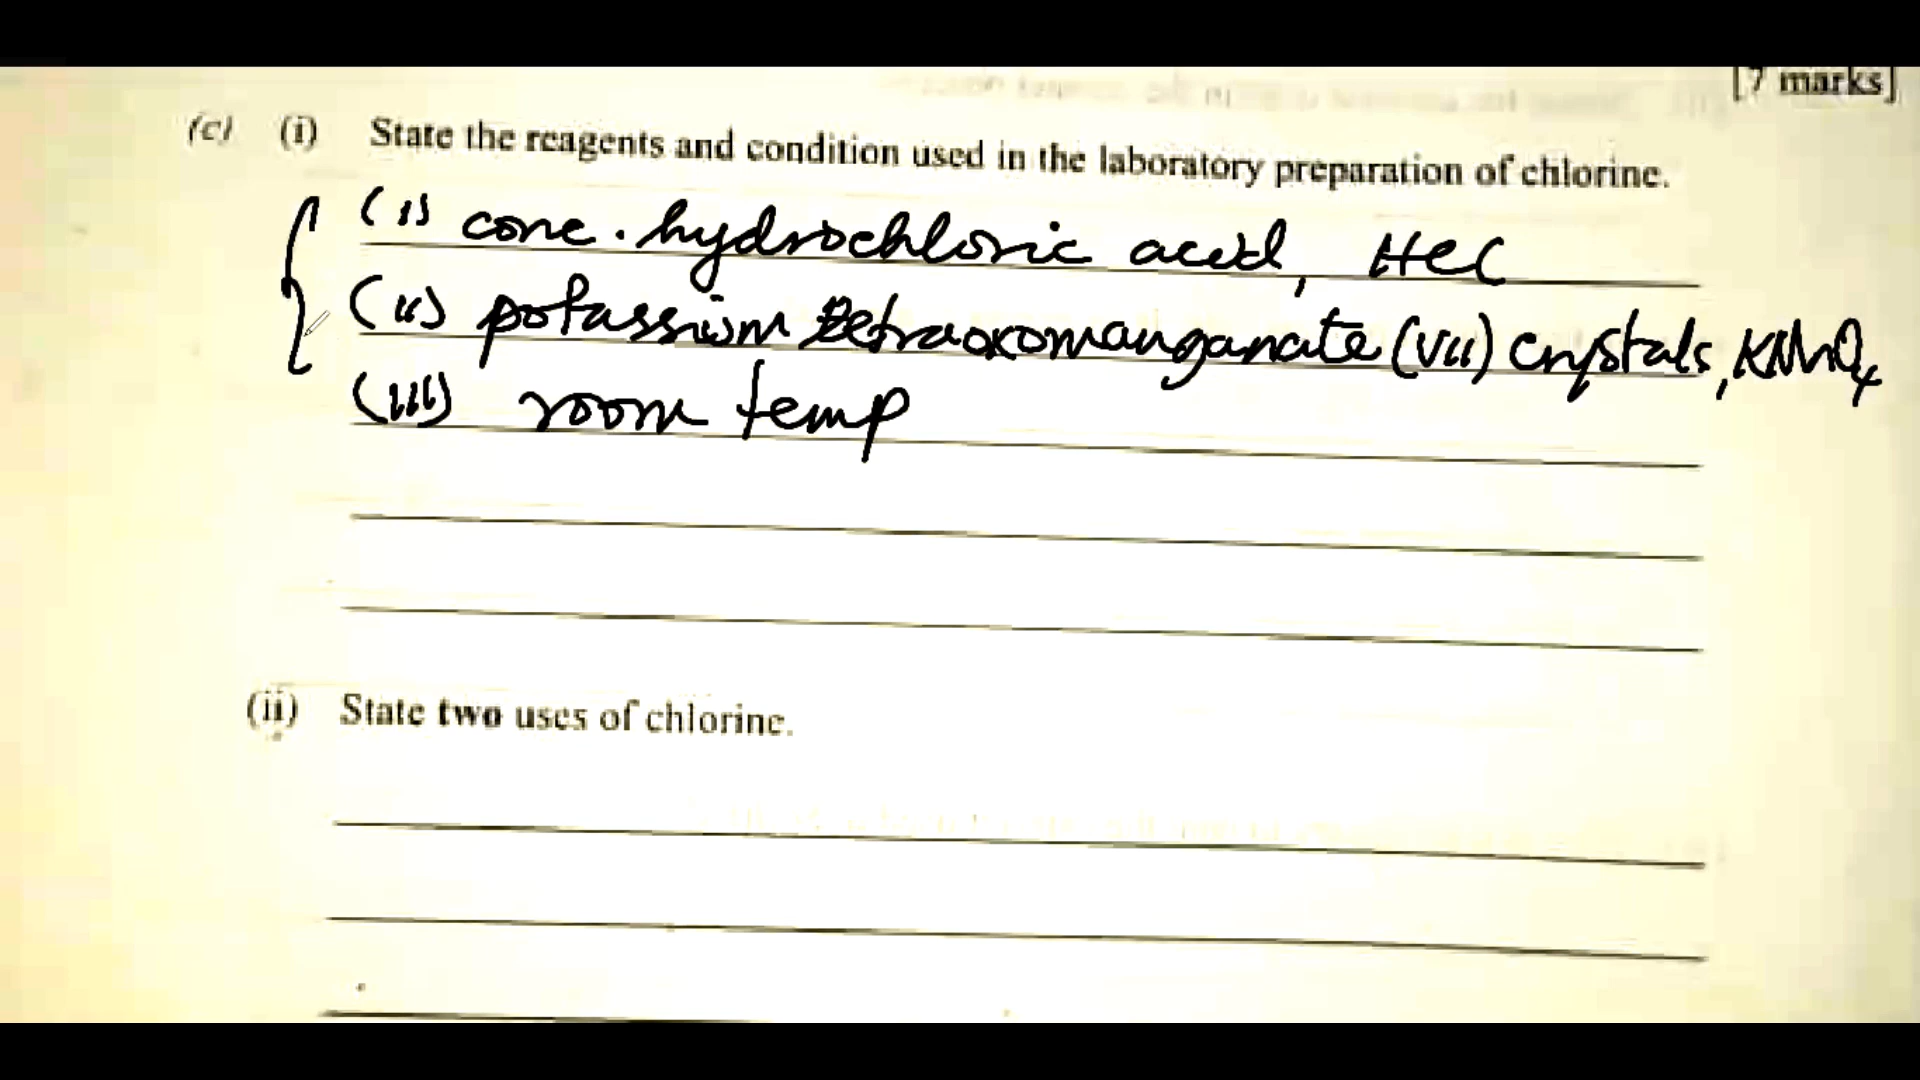 [7 marks]
(c) (i) State the reagents and condition used in the laboratory preparation of chlorine.
(i) conc. hydrochloric acid, HCl
(ii) potassium tetraoxomanganate (VII) crystals, KMnO4
(iii) room temp
(ii) State two uses of chlorine.